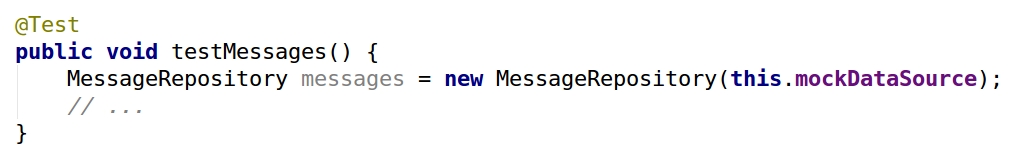 @Test
public void testMessages() {
    MessageRepository messages = new MessageRepository(this.mockDataSource);
    // ...
}